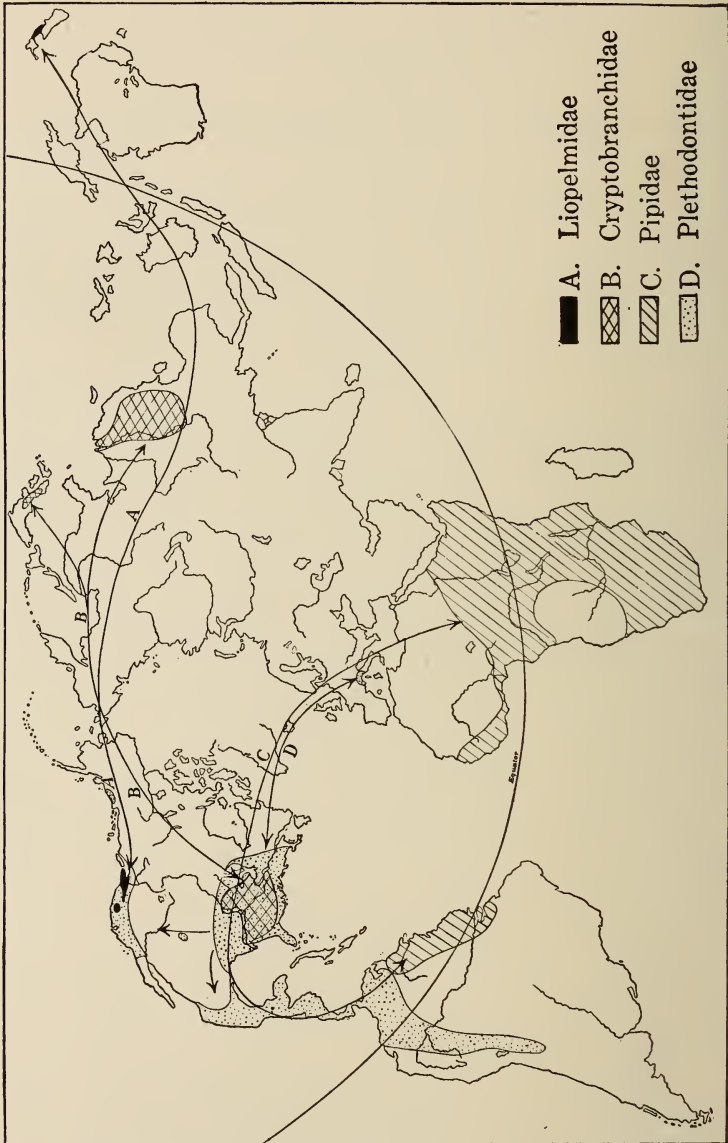 A
B
B
A
C
D
Equator
A. Liopelmidae
B. Cryptobranchidae
C. Pipidae
D. Plethodontidae